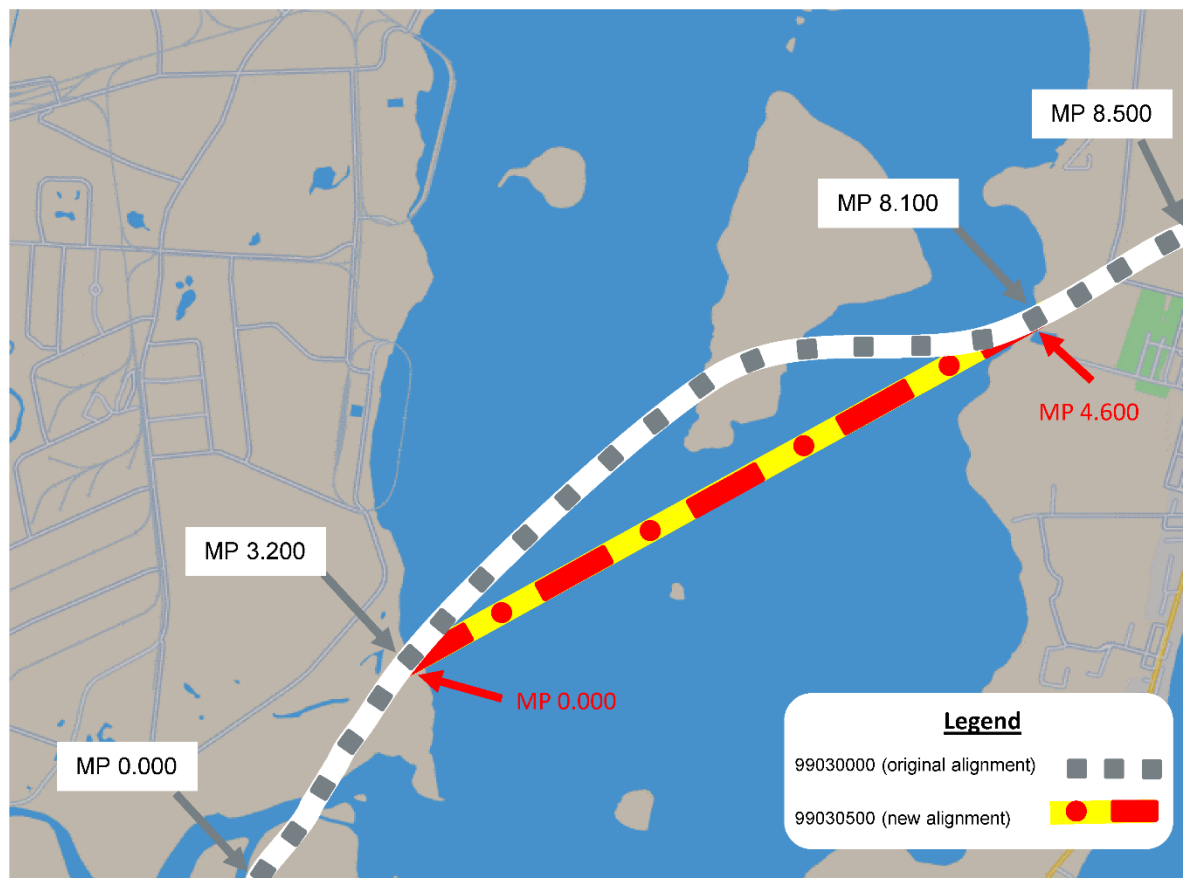 MP 8.500
MP 8.100
MP 4.600
MP 3.200
MP 0.000
MP 0.000
Legend
99030000 (original alignment)
99030500 (new alignment)